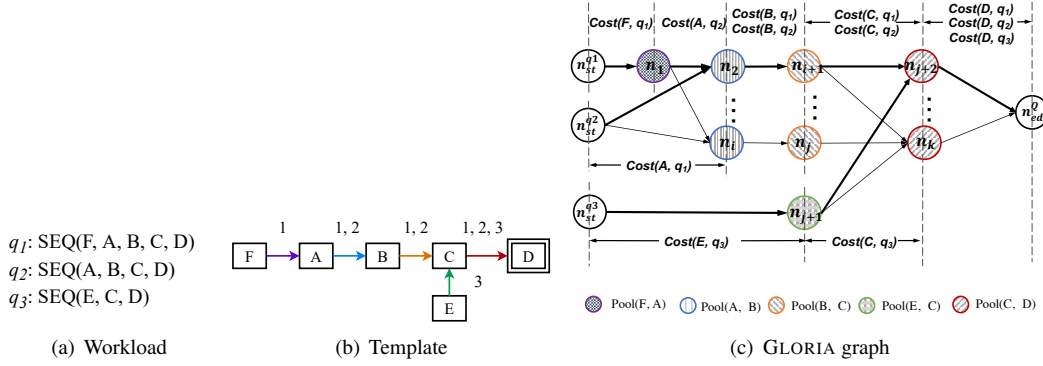 q1: SEQ(F, A, B, C, D)
q2: SEQ(A, B, C, D)
q3: SEQ(E, C, D)
(a) Workload
1 1, 2 1, 2 1, 2, 3
F A B C D
3
E
(b) Template
Cost(F, q1) Cost(A, q2) Cost(B, q1) Cost(C, q1) Cost(D, q1)
Cost(B, q2) Cost(C, q2) Cost(D, q2)
Cost(D, q3)
n_st^q1 n_1 n_2 n_i+1 n_j+2
n_st^q2 n_ed^Q
n_i n_j n_k
Cost(A, q1)
n_st^q3 n_j+1
Cost(E, q3) Cost(C, q3)
Pool(F, A) Pool(A, B) Pool(B, C) Pool(E, C) Pool(C, D)
(c) GLORIA graph